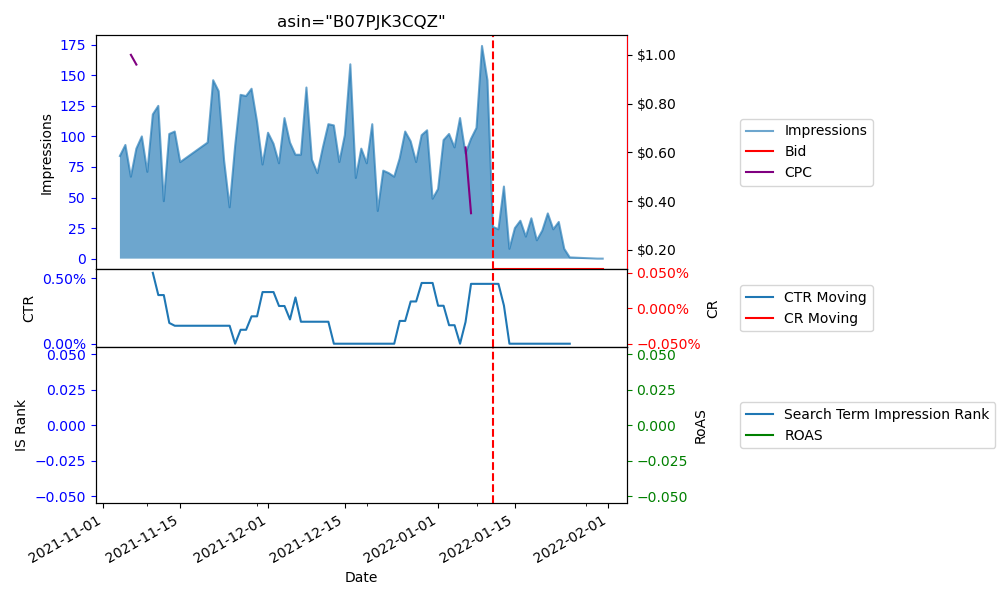 asin="B07PJK3CQZ"
175
150
125
100
75
50
25
0
Impressions
$1.00
$0.80
$0.60
$0.40
$0.20
Impressions
Bid
CPC
0.50%
0.00%
CTR
0.050%
0.000%
−0.050%
CR
CTR Moving
CR Moving
0.050
0.025
0.000
−0.025
−0.050
IS Rank
0.050
0.025
0.000
−0.025
−0.050
RoAS
Search Term Impression Rank
ROAS
2021-11-01
2021-11-15
2021-12-01
2021-12-15
2022-01-01
2022-01-15
2022-02-01
Date